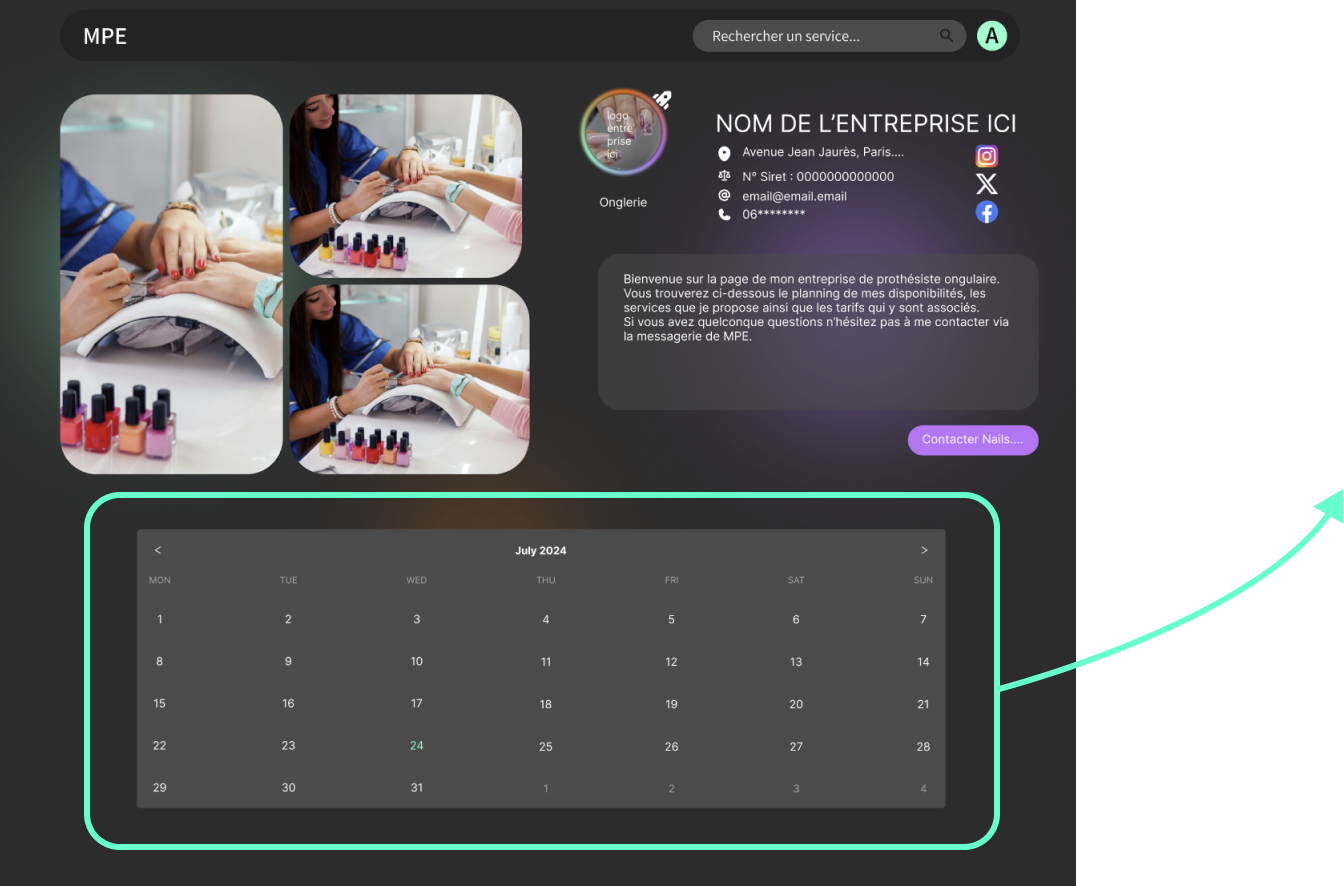 MPE
Rechercher un service...
A
logo
entre
prise
ici
Onglerie
NOM DE L’ENTREPRISE ICI
Avenue Jean Jaurès, Paris....
N° Siret : 0000000000000
email@email.email
06********
Bienvenue sur la page de mon entreprise de prothésiste ongulaire.
Vous trouverez ci-dessous le planning de mes disponibilités, les
services que je propose ainsi que les tarifs qui y sont associés.
Si vous avez quelconque questions n’hésitez pas à me contacter via
la messagerie de MPE.
Contacter Nails....
< July 2024 >
MON TUE WED THU FRI SAT SUN
1 2 3 4 5 6 7
8 9 10 11 12 13 14
15 16 17 18 19 20 21
22 23 24 25 26 27 28
29 30 31 1 2 3 4